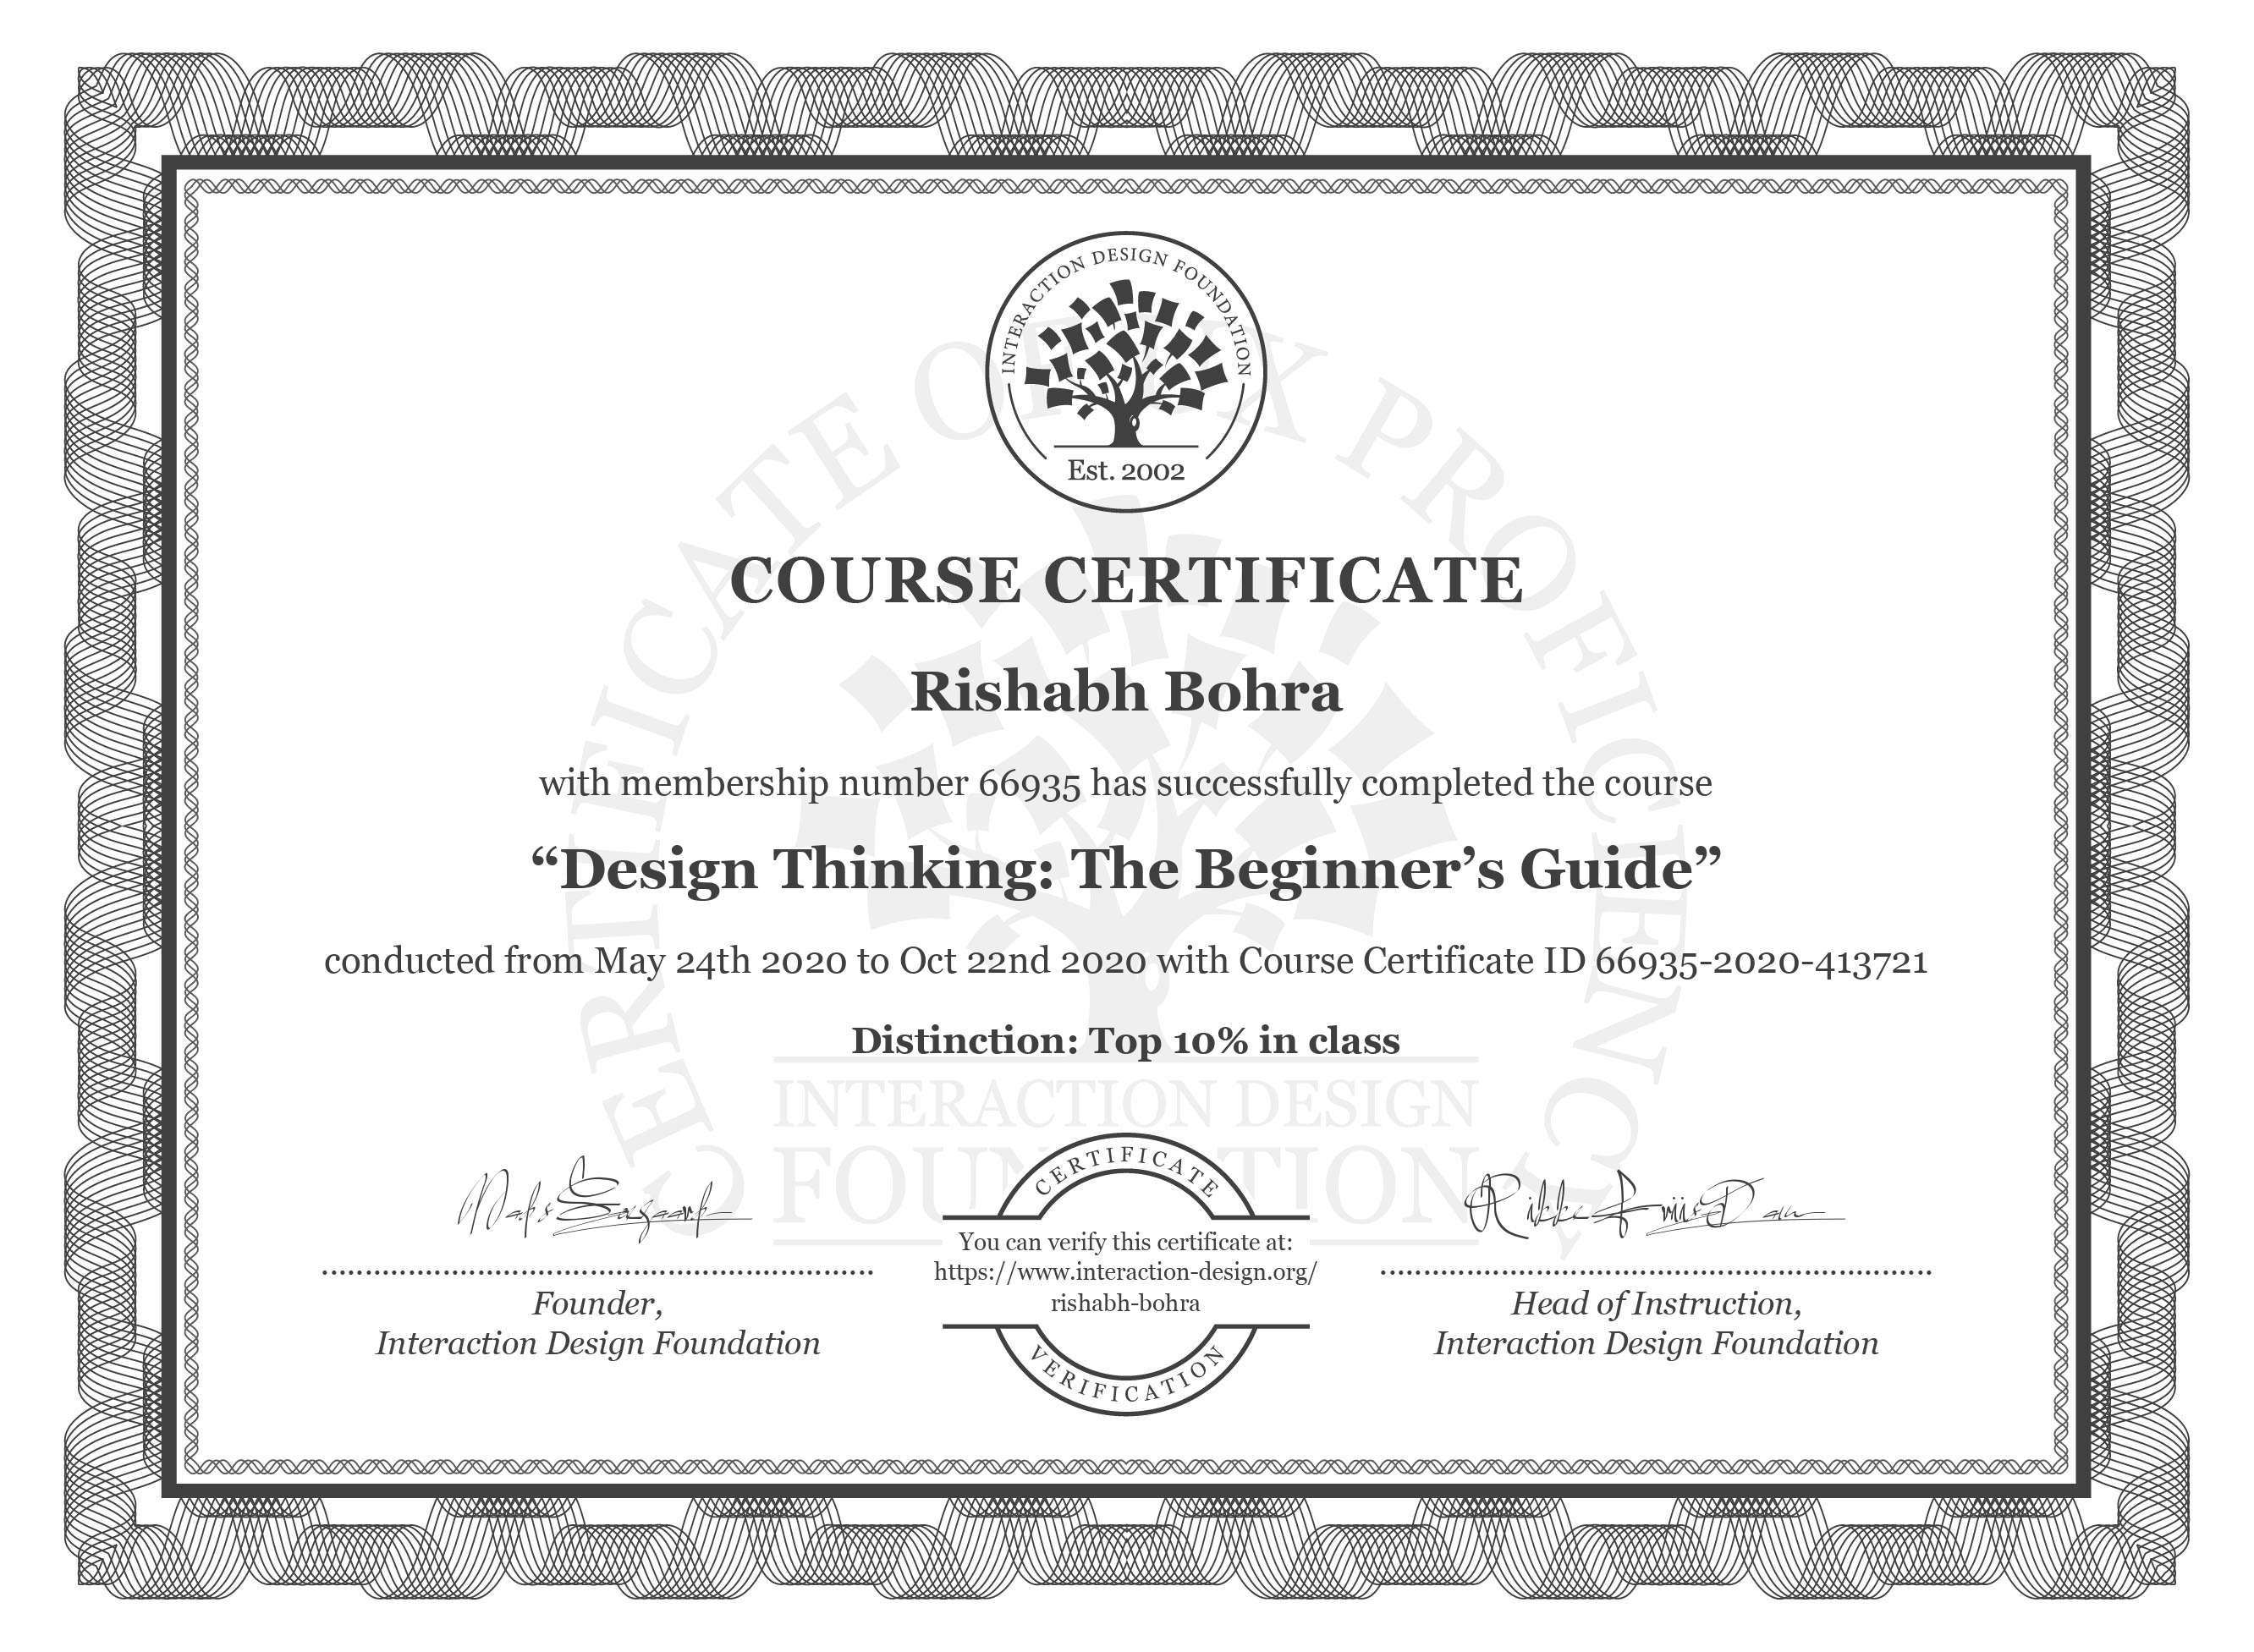 INTERACTION DESIGN FOUNDATION
Est. 2002
CERTIFICATE OF UX PROFICIENCY
COURSE CERTIFICATE
Rishabh Bohra
with membership number 66935 has successfully completed the course
“Design Thinking: The Beginner’s Guide”
conducted from May 24th 2020 to Oct 22nd 2020 with Course Certificate ID 66935-2020-413721
Distinction: Top 10% in class
INTERACTION DESIGN
FOUNDATION
Founder,
Interaction Design Foundation
CERTIFICATE
You can verify this certificate at:
https://www.interaction-design.org/
rishabh-bohra
VERIFICATION
Rikke Friis Dam
Head of Instruction,
Interaction Design Foundation